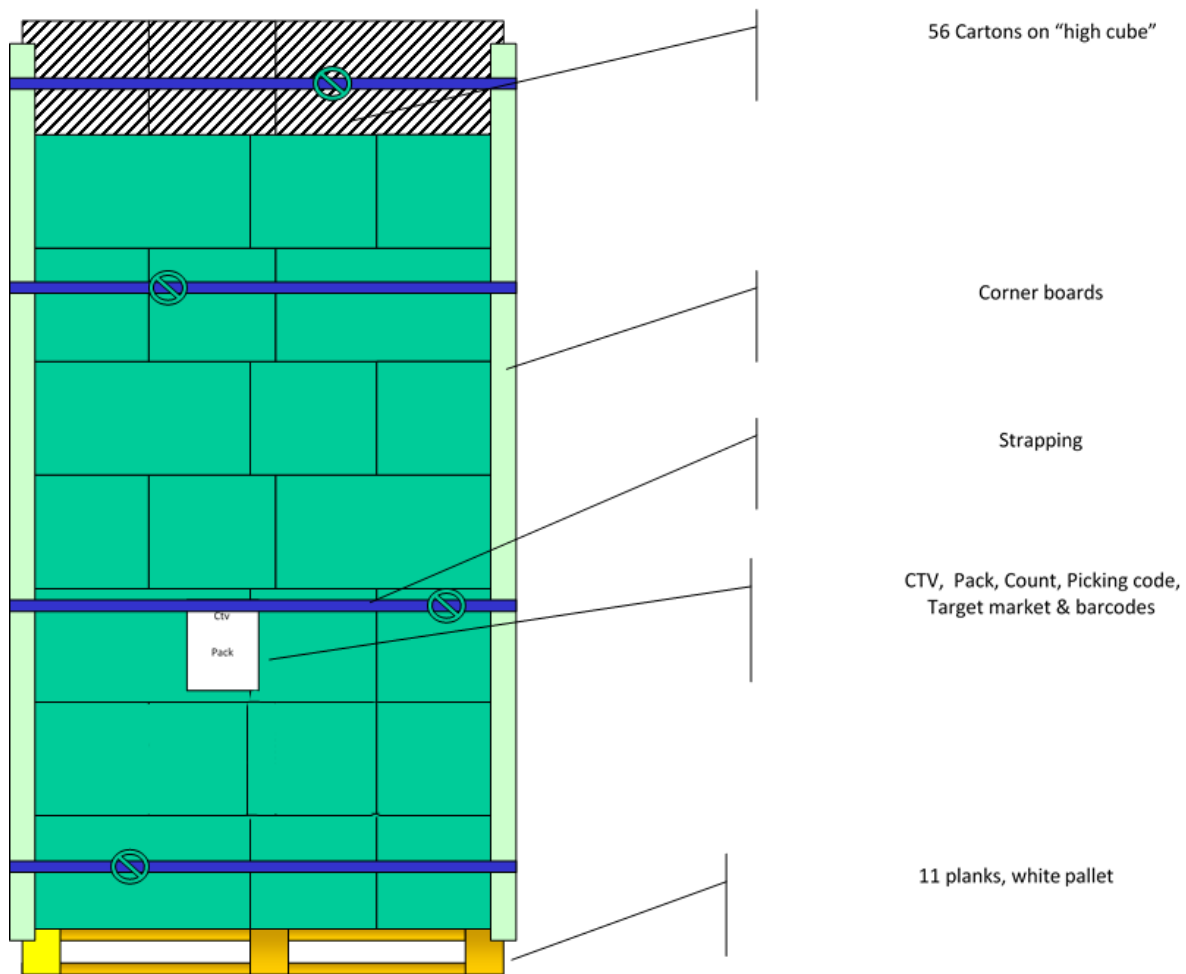 56 Cartons on “high cube”
Corner boards
Strapping
CTV, Pack, Count, Picking code,
Target market & barcodes
Ctv
Pack
11 planks, white pallet